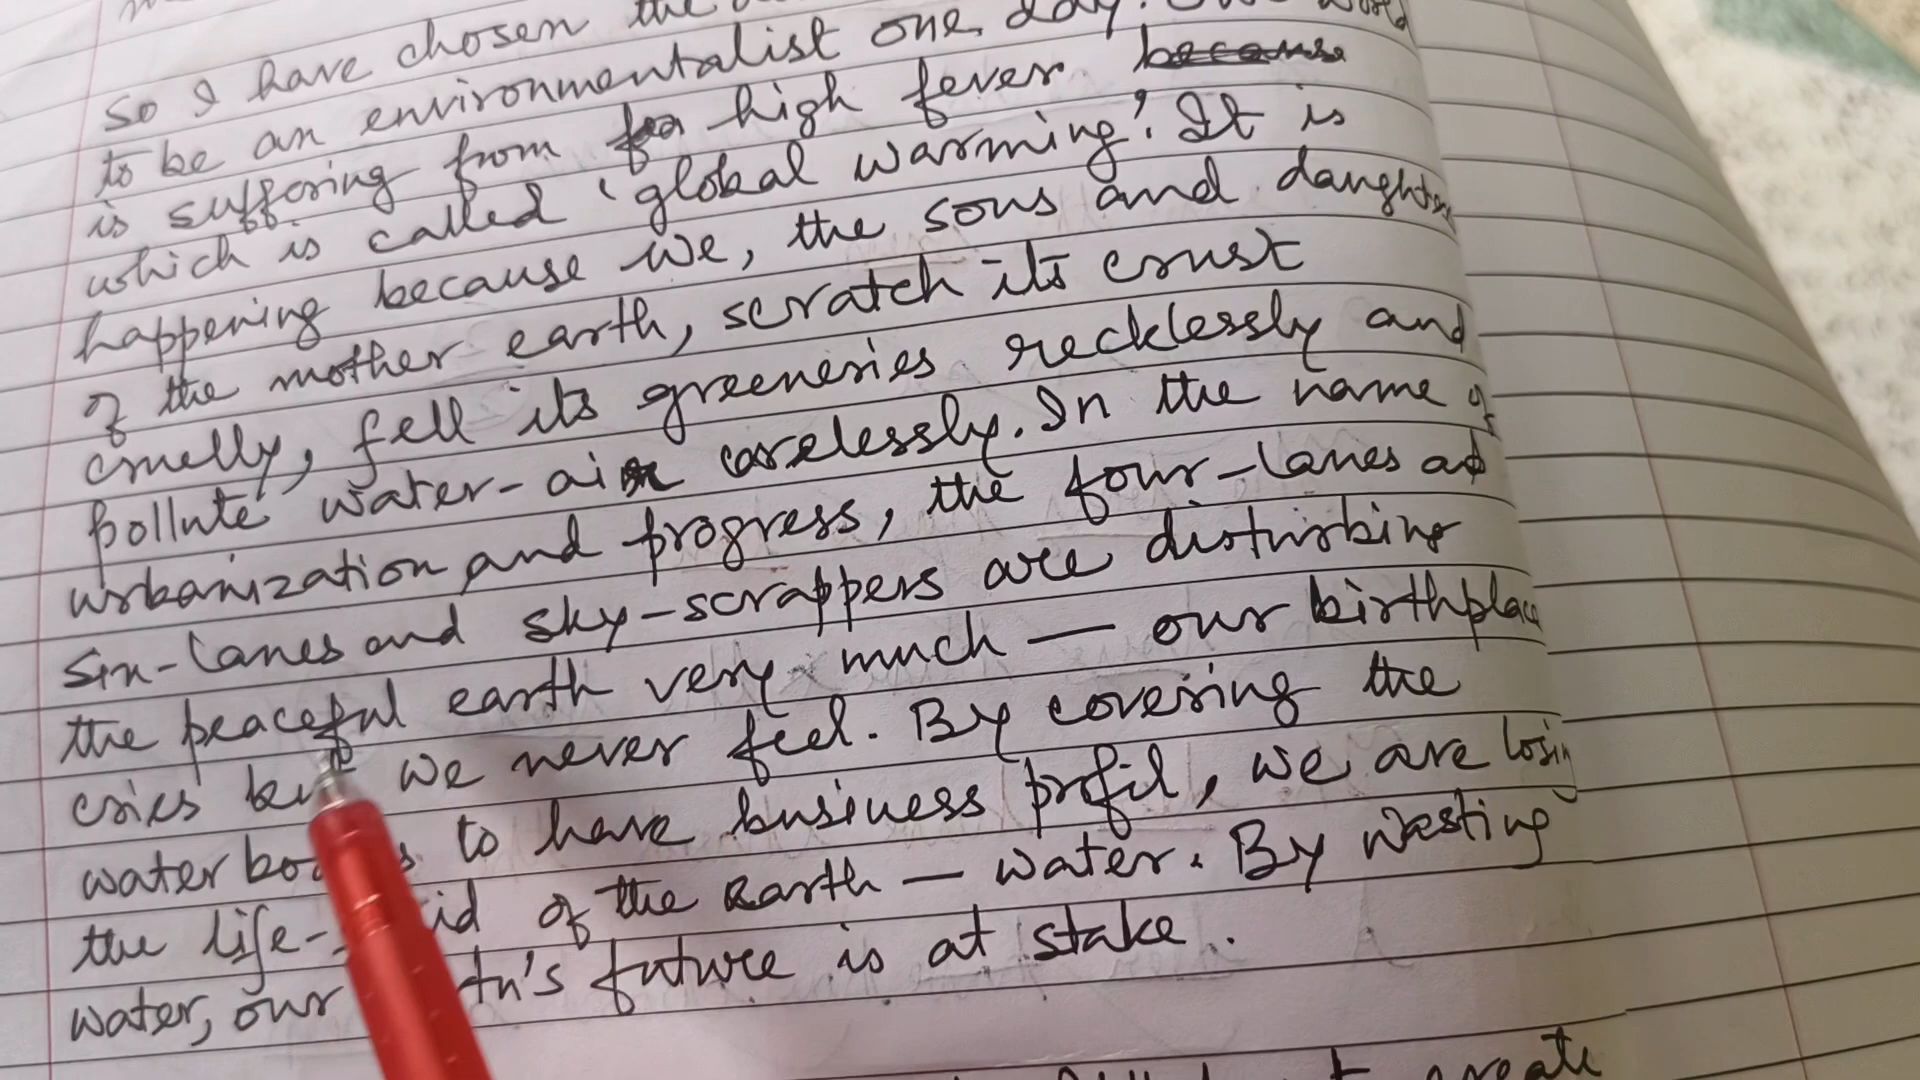 so I have chosen the
to be an environmentalist one day. Our world
is suffering from high fever because
which is called 'global warming'. It is
happening because we, the sons and daughters
of the mother earth, scratch its crust
cruelly, fell its greeneries recklessly and
pollute water-air carelessly. In the name of
urbanization and progress, the four-lanes and
six-lanes and sky-scrappers are disturbing
the peaceful earth very much — our birthplace
cries but we never feel. By covering the
water bodies to have business profit, we are losing
the life- of the earth — water. By wasting
water, our future is at stake.
create